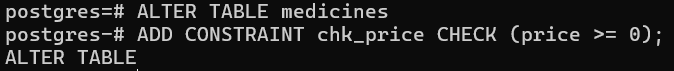 postgres=# ALTER TABLE medicines
postgres-# ADD CONSTRAINT chk_price CHECK (price >= 0);
ALTER TABLE